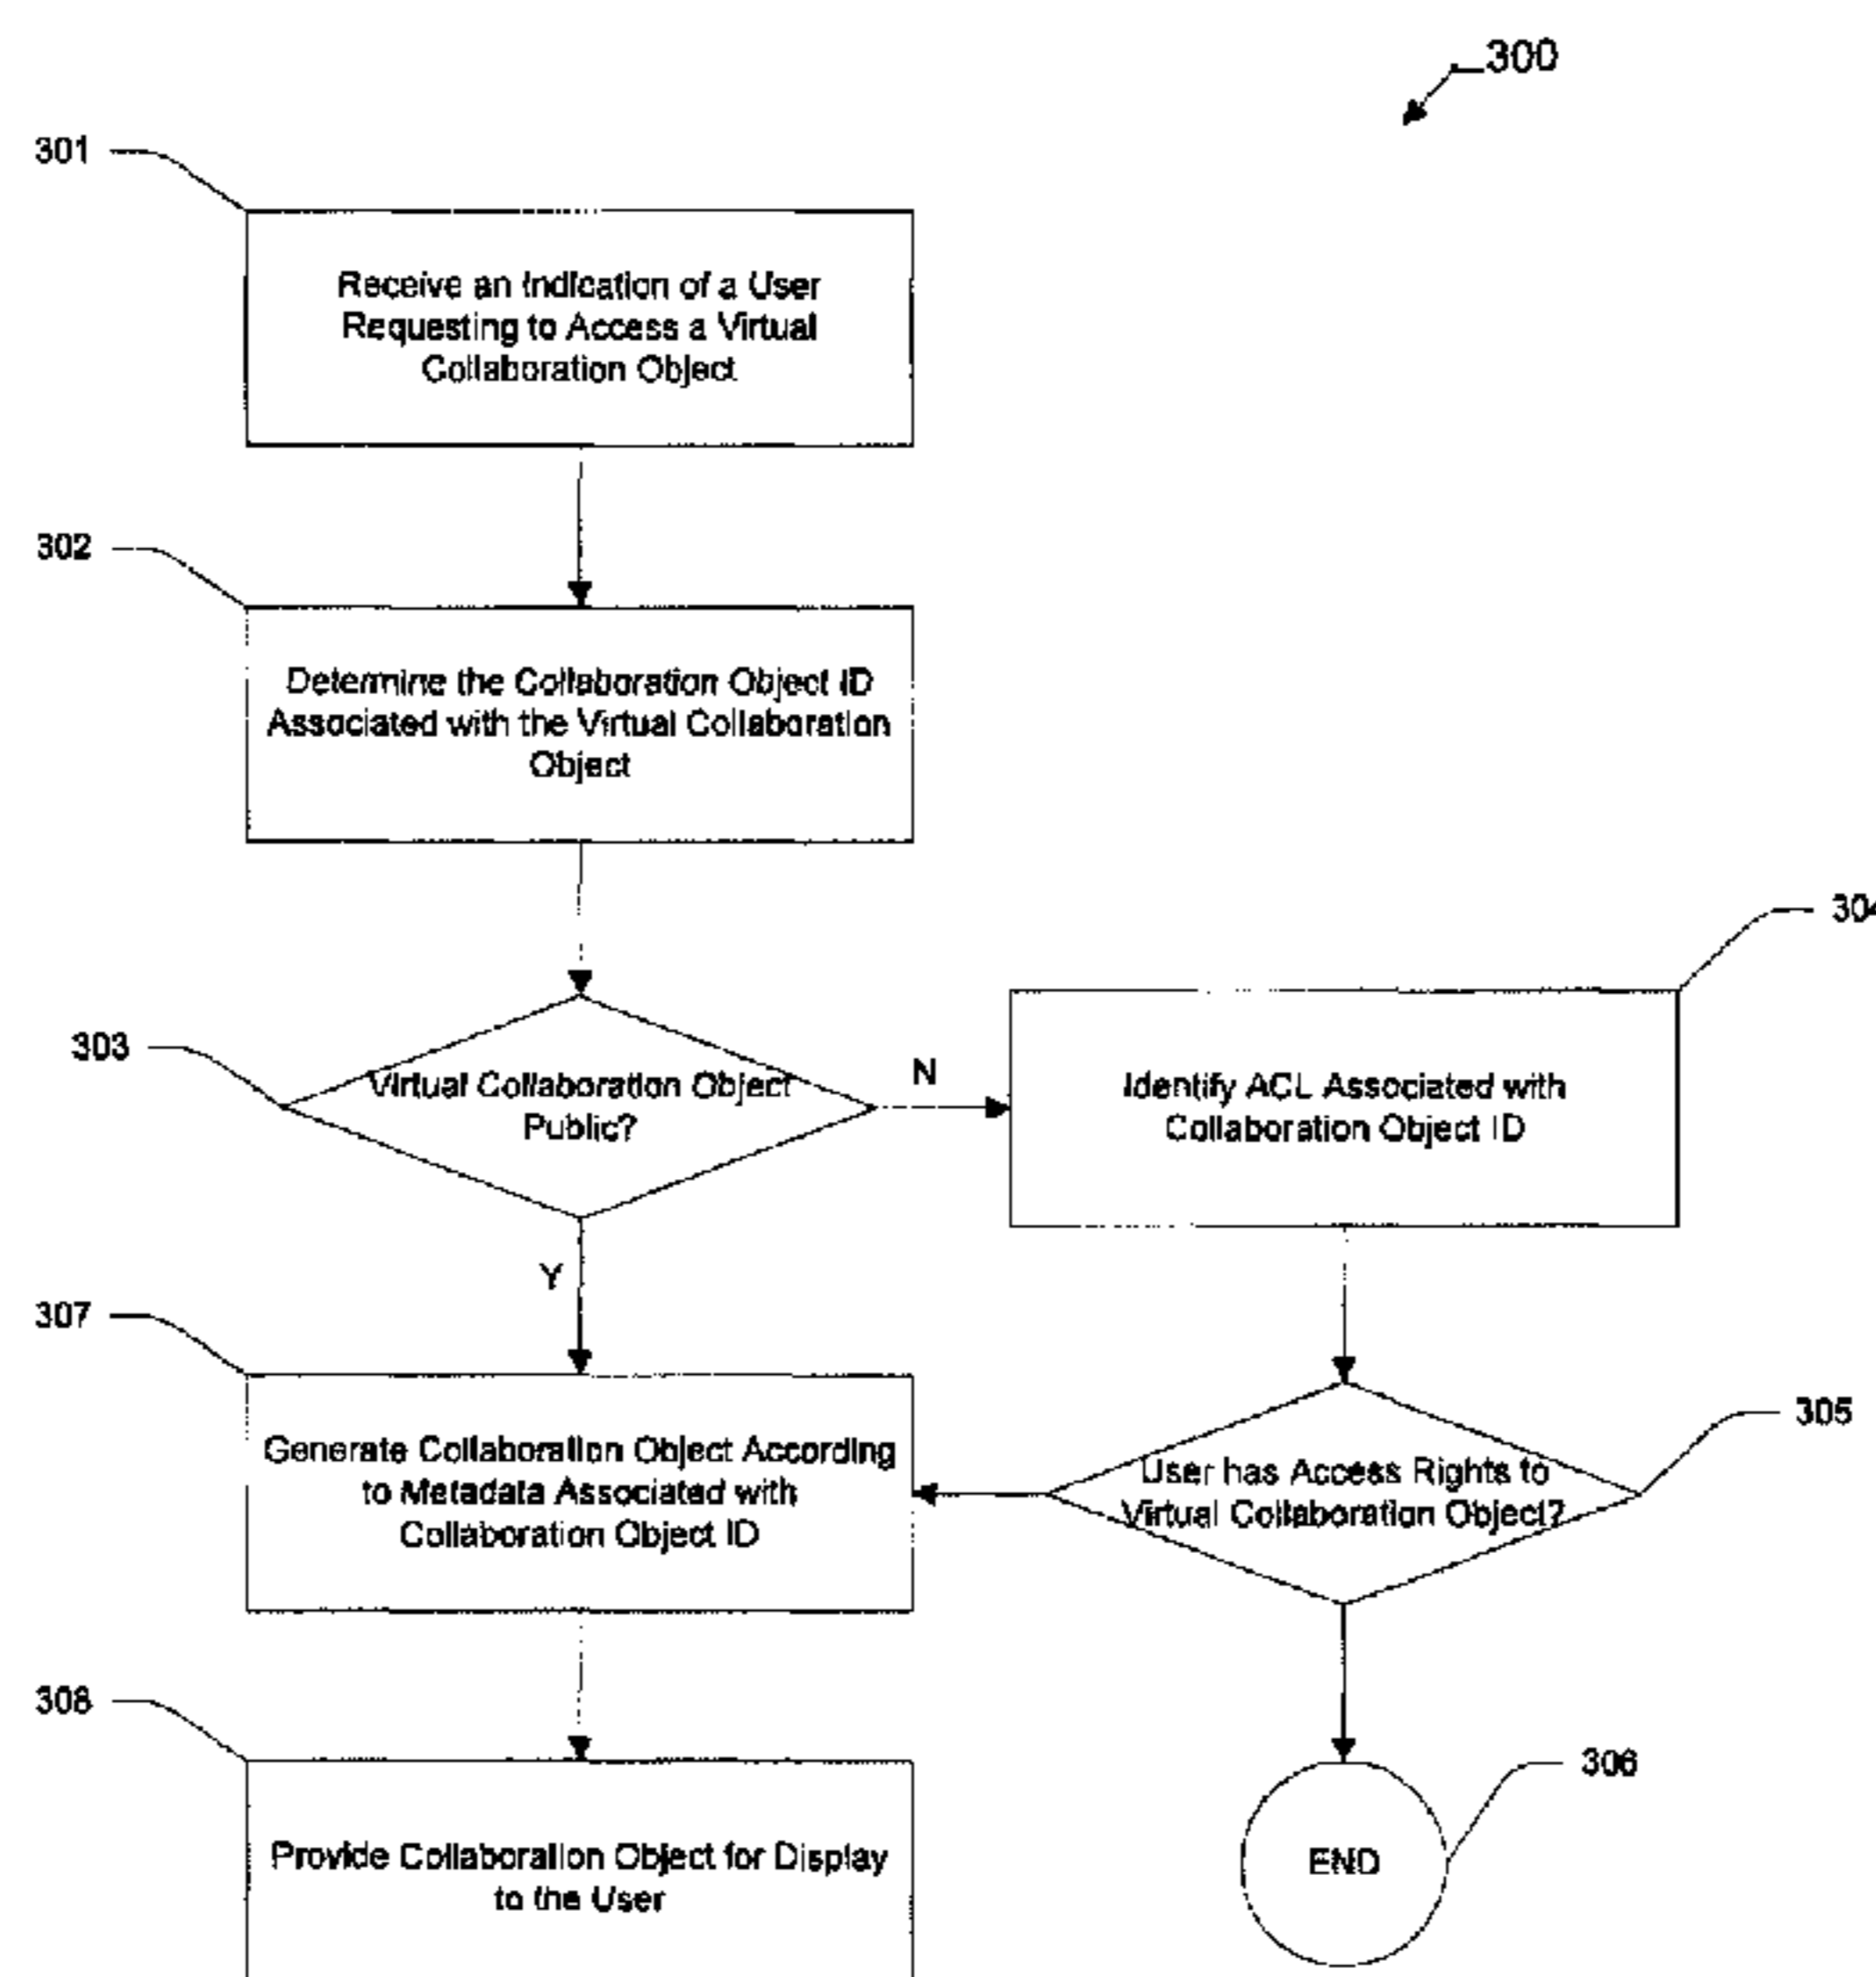 300
301
Receive an Indication of a User
Requesting to Access a Virtual
Collaboration Object
302
Determine the Collaboration Object ID
Associated with the Virtual Collaboration
Object
304
303
Virtual Collaboration Object
Public?
N
Identify ACL Associated with
Collaboration Object ID
Y
307
Generate Collaboration Object According
to Metadata Associated with
Collaboration Object ID
305
User has Access Rights to
Virtual Collaboration Object?
308
Provide Collaboration Object for Display
to the User
306
END